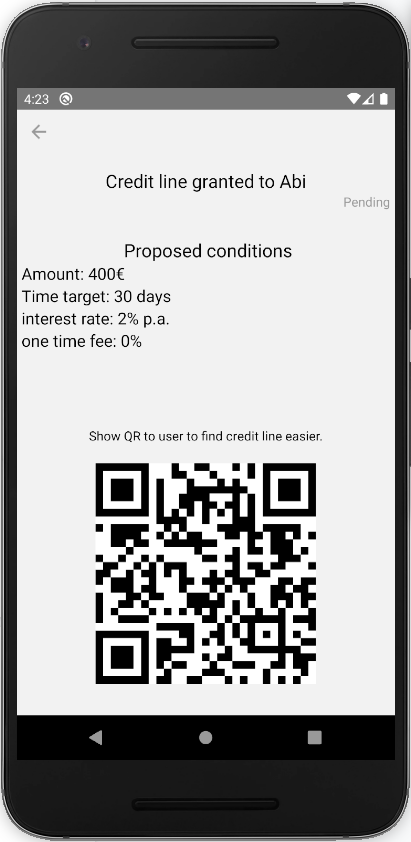 4:23
Credit line granted to Abi
Pending
Proposed conditions
Amount: 400€
Time target: 30 days
interest rate: 2% p.a.
one time fee: 0%
Show QR to user to find credit line easier.